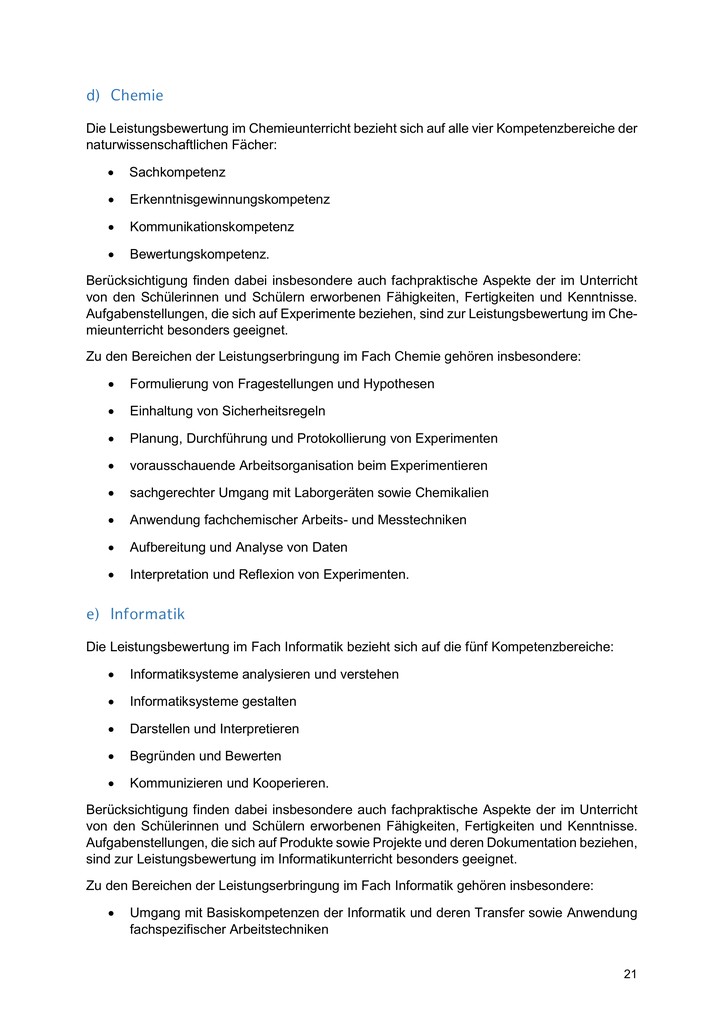 d) Chemie
Die Leistungsbewertung im Chemieunterricht bezieht sich auf alle vier Kompetenzbereiche der
naturwissenschaftlichen Fächer:
• Sachkompetenz
• Erkenntnisgewinnungskompetenz
• Kommunikationskompetenz
• Bewertungskompetenz.
Berücksichtigung finden dabei insbesondere auch fachpraktische Aspekte der im Unterricht
von den Schülerinnen und Schülern erworbenen Fähigkeiten, Fertigkeiten und Kenntnisse.
Aufgabenstellungen, die sich auf Experimente beziehen, sind zur Leistungsbewertung im Che-
mieunterricht besonders geeignet.
Zu den Bereichen der Leistungserbringung im Fach Chemie gehören insbesondere:
• Formulierung von Fragestellungen und Hypothesen
• Einhaltung von Sicherheitsregeln
• Planung, Durchführung und Protokollierung von Experimenten
• vorausschauende Arbeitsorganisation beim Experimentieren
• sachgerechter Umgang mit Laborgeräten sowie Chemikalien
• Anwendung fachchemischer Arbeits- und Messtechniken
• Aufbereitung und Analyse von Daten
• Interpretation und Reflexion von Experimenten.
e) Informatik
Die Leistungsbewertung im Fach Informatik bezieht sich auf die fünf Kompetenzbereiche:
• Informatiksysteme analysieren und verstehen
• Informatiksysteme gestalten
• Darstellen und Interpretieren
• Begründen und Bewerten
• Kommunizieren und Kooperieren.
Berücksichtigung finden dabei insbesondere auch fachpraktische Aspekte der im Unterricht
von den Schülerinnen und Schülern erworbenen Fähigkeiten, Fertigkeiten und Kenntnisse.
Aufgabenstellungen, die sich auf Produkte sowie Projekte und deren Dokumentation beziehen,
sind zur Leistungsbewertung im Informatikunterricht besonders geeignet.
Zu den Bereichen der Leistungserbringung im Fach Informatik gehören insbesondere:
• Umgang mit Basiskompetenzen der Informatik und deren Transfer sowie Anwendung
fachspezifischer Arbeitstechniken
21